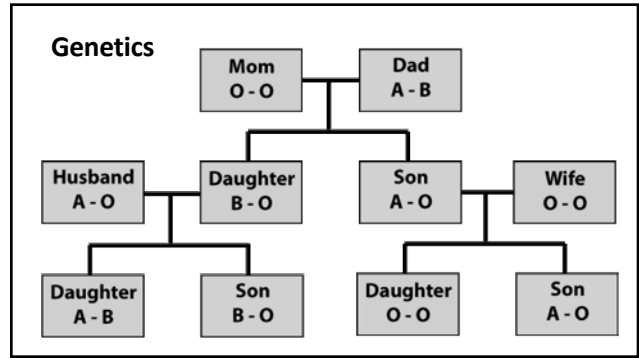 Genetics
Mom
O - O
Dad
A - B
Husband
A - O
Daughter
B - O
Son
A - O
Wife
O - O
Daughter
A - B
Son
B - O
Daughter
O - O
Son
A - O